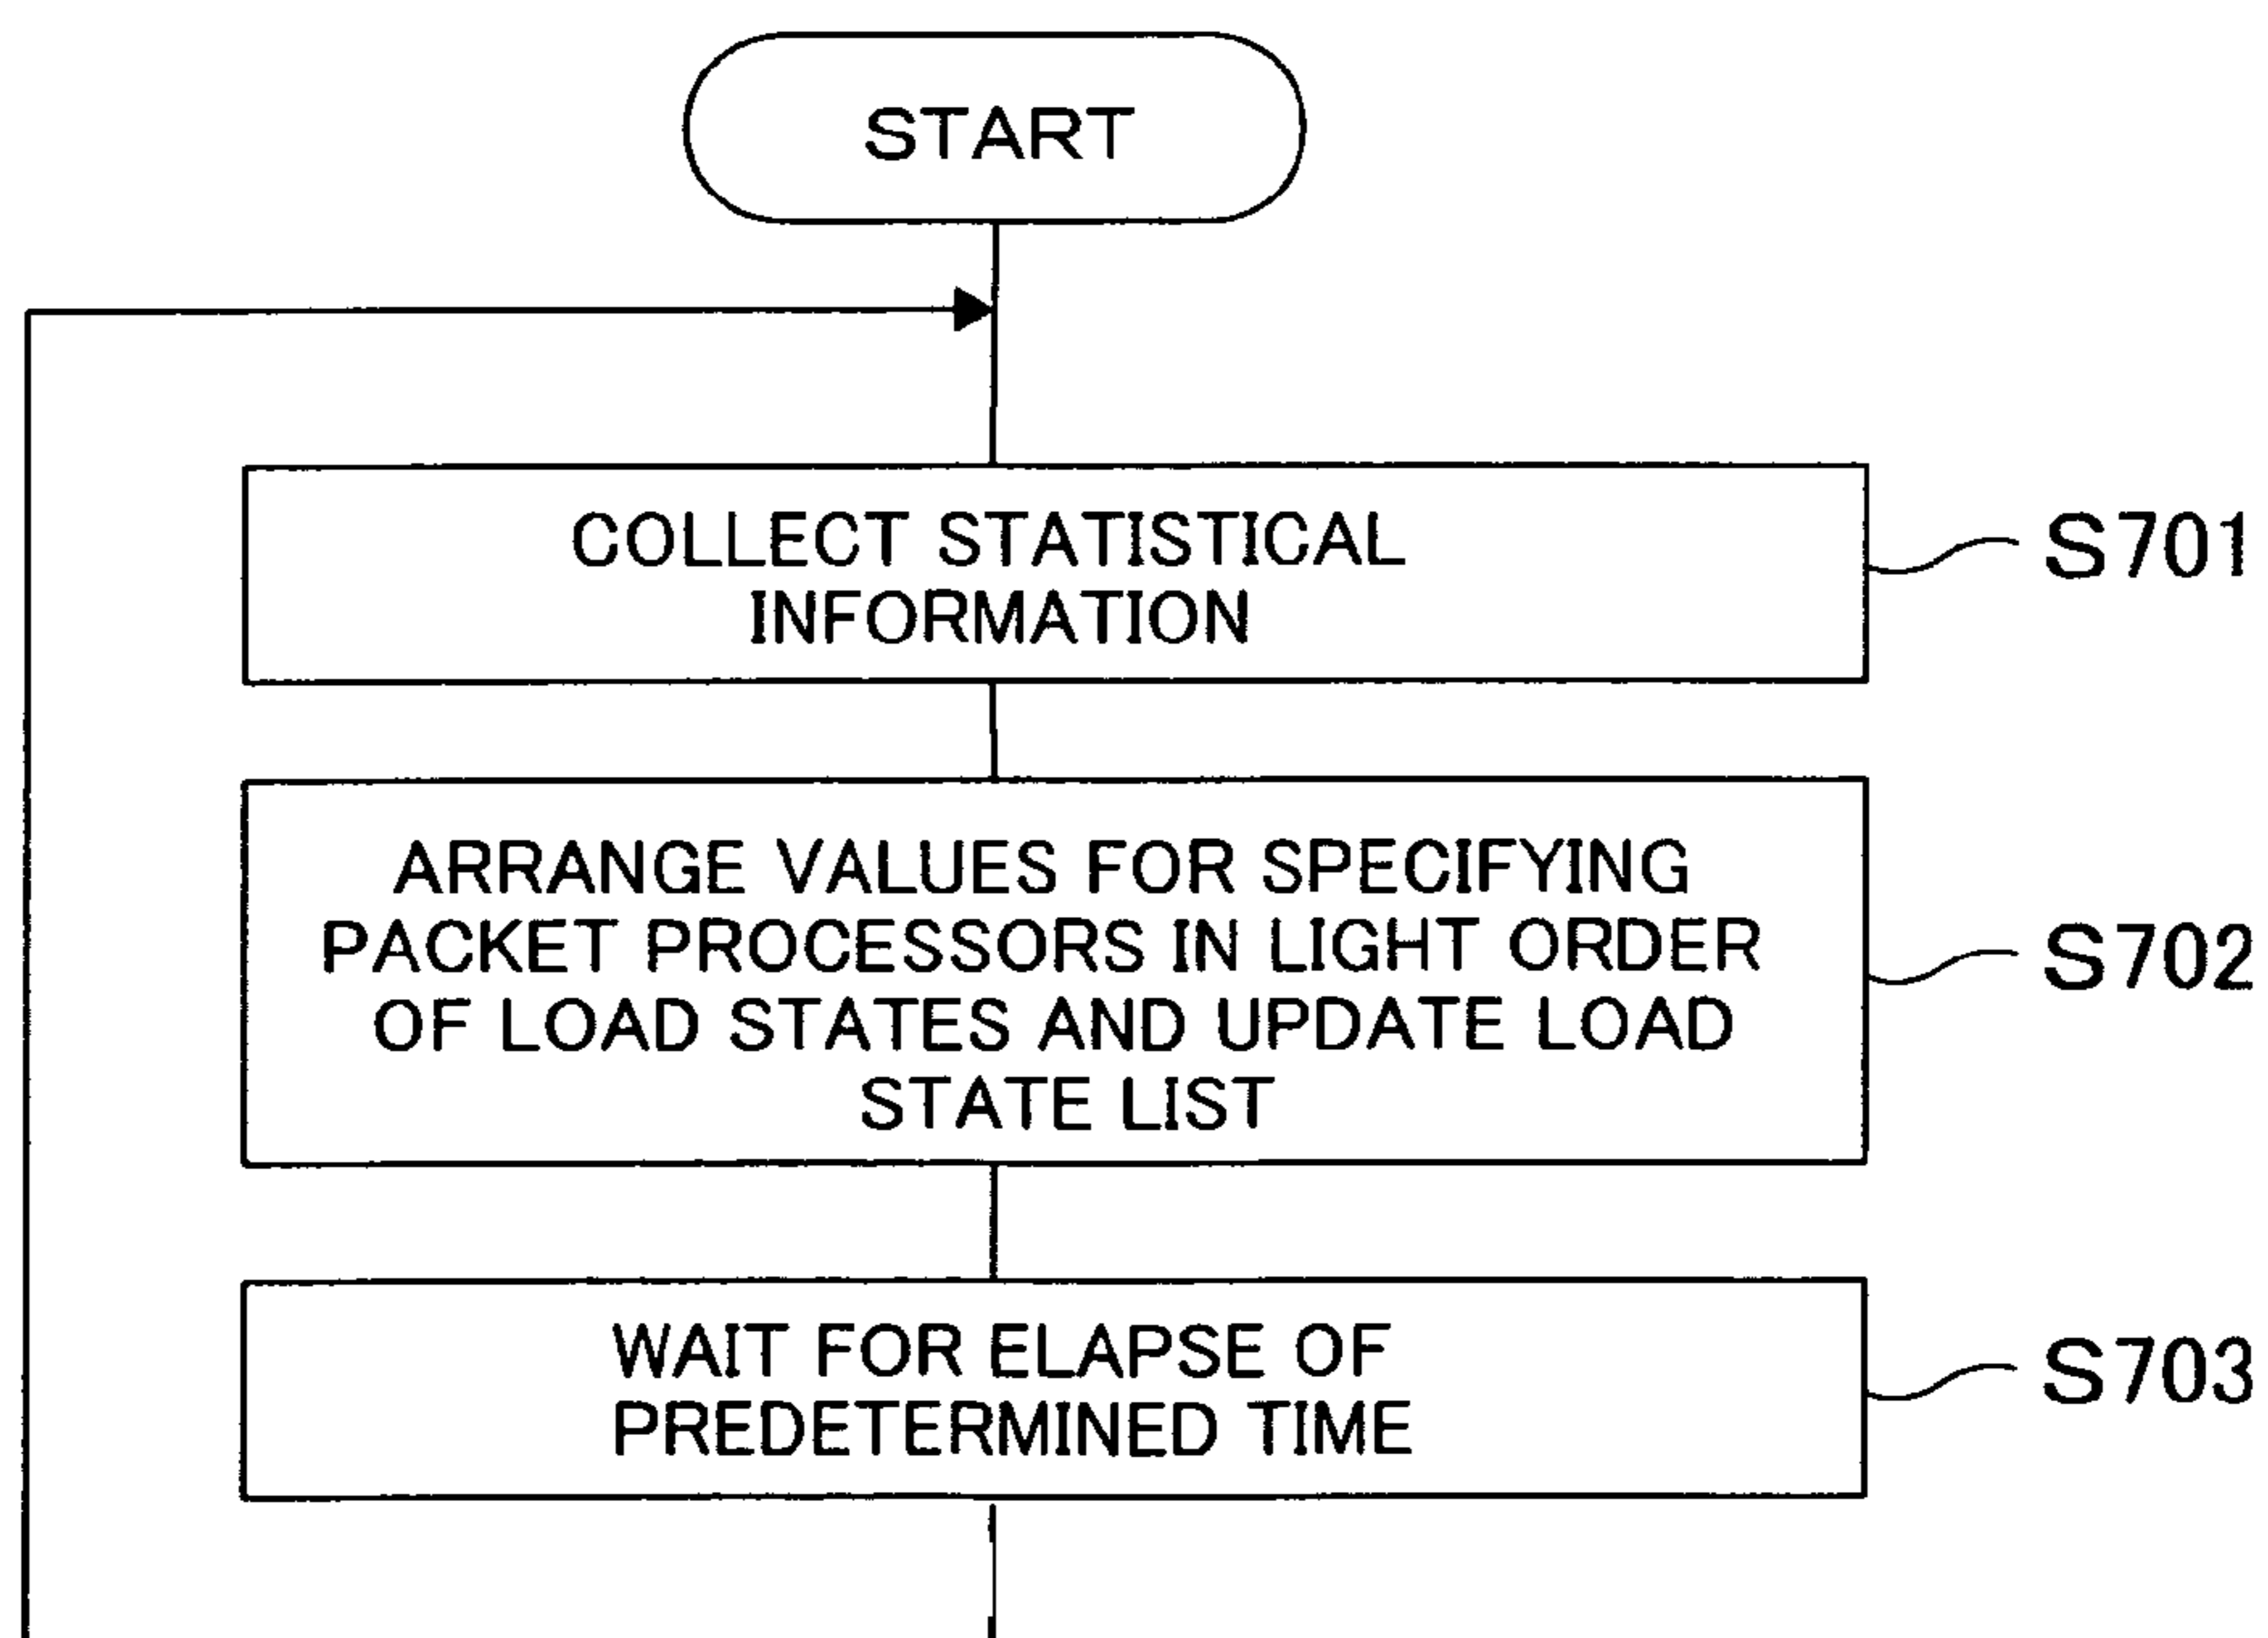 START
COLLECT STATISTICAL
INFORMATION
S701
ARRANGE VALUES FOR SPECIFYING
PACKET PROCESSORS IN LIGHT ORDER
OF LOAD STATES AND UPDATE LOAD
STATE LIST
S702
WAIT FOR ELAPSE OF
PREDETERMINED TIME
S703